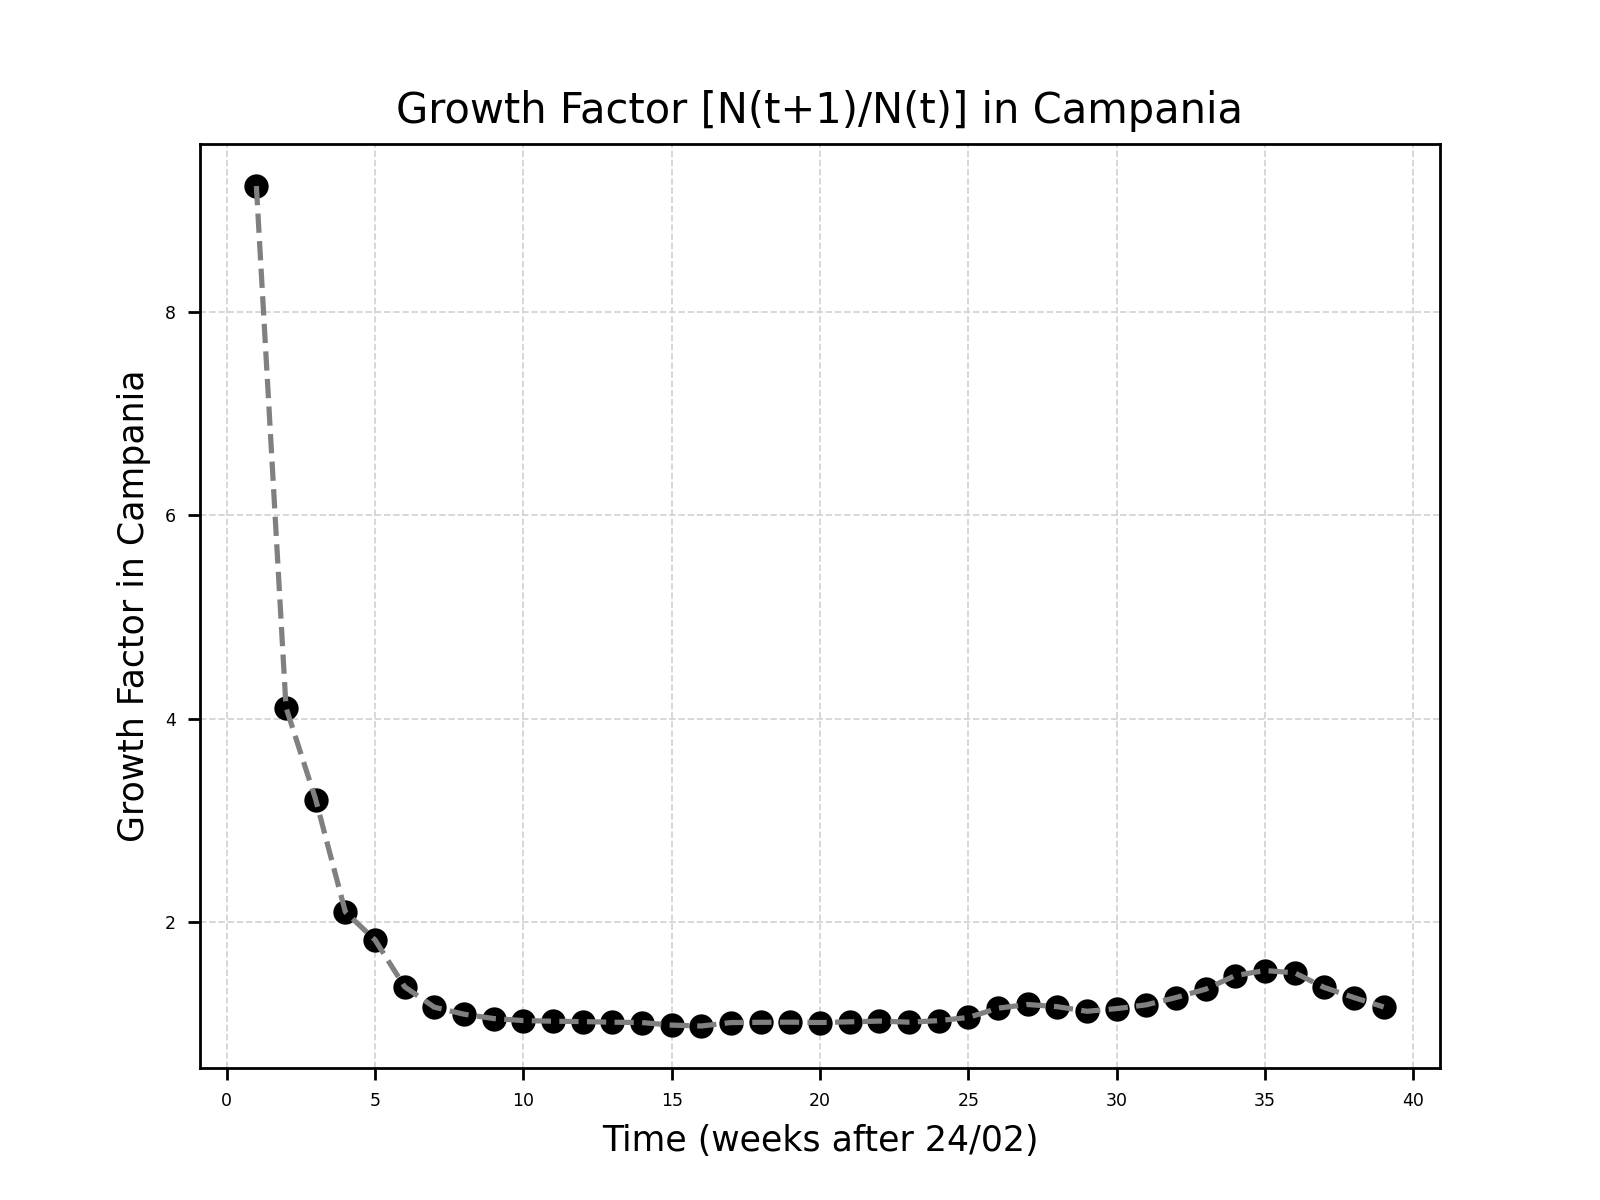 Growth Factor [N(t+1)/N(t)] in Campania
Growth Factor in Campania
8
6
4
2
0 5 10 15 20 25 30 35 40
Time (weeks after 24/02)